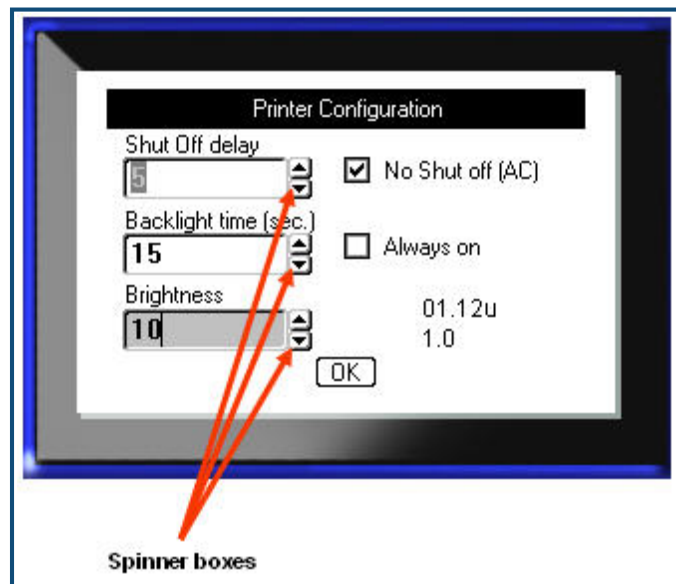 Printer Configuration
Shut Off delay
5
No Shut off (AC)
Backlight time (sec.)
15
Always on
Brightness
10
01.12u
1.0
OK
Spinner boxes